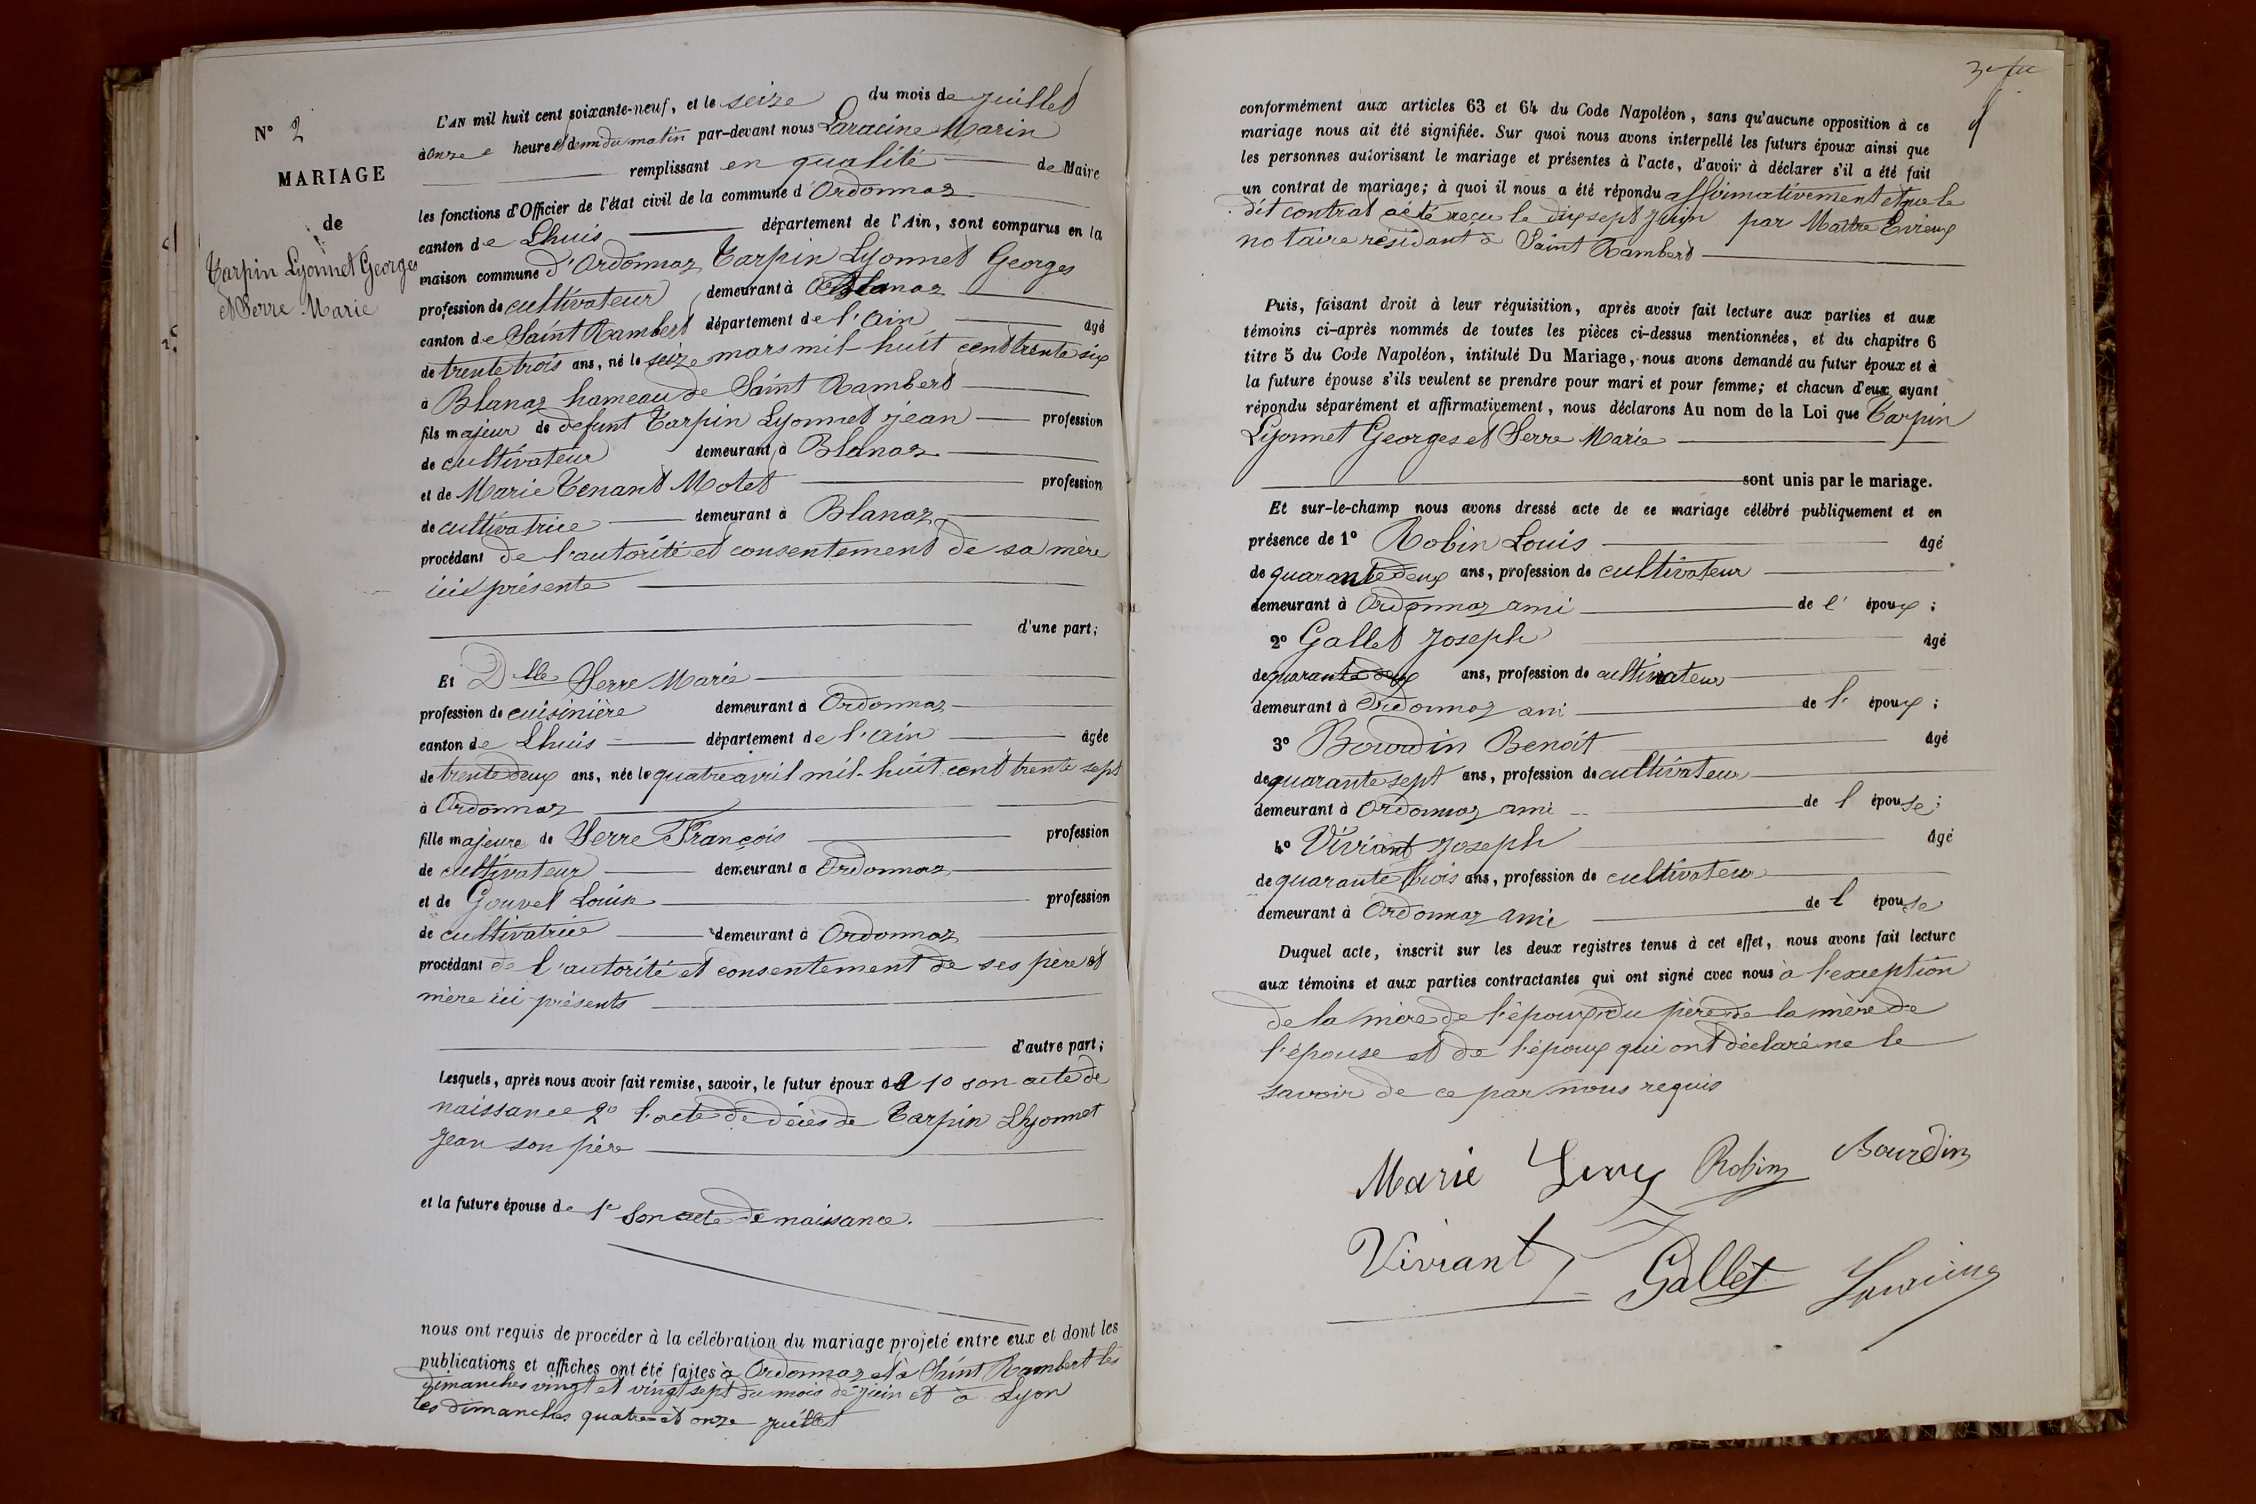 N° 2
MARIAGE
de
Tarpin Lyonnet Georges
et Serre Marie
L'AN mil huit cent soixante-neuf, et le seize du mois de juillet
à onze heures et demi du matin par-devant nous Laracine Marin
remplissant en qualité de Maire
les fonctions d'Officier de l'état civil de la commune d'Ordonnaz
canton de Lhuis département de l'Ain, sont comparus en la
maison commune d'Ordonnaz Tarpin Lyonnet Georges
profession de cultivateur demeurant à Blanaz
canton de Saint Rambert département de l'ain âgé
de trente trois ans, né le seize mars mil huit cent trente six
à Blanaz hameau de Saint Rambert
fils majeur de defunt Tarpin Lyonnet jean profession
de cultivateur demeurant à Blanaz
et de Marie Tenant Motet profession
de cultivatrice demeurant à Blanaz
procédant de l'autorité et consentement de sa mère
ici présente
d'une part;
Et Dlle Serre Marie
profession de cuisinière demeurant à Ordonnaz
canton de Lhuis département de l'ain âgée
de trente deux ans, née le quatre avril mil huit cent trente sept
à Ordonnaz
fille majeure de Serre François profession
de cultivateur demeurant à Ordonnaz
et de Gouvet Louise profession
de cultivatrice demeurant à Ordonnaz
procédant de l'autorité et consentement de ses père et
mère ici présents
d'autre part;
Lesquels, après nous avoir fait remise, savoir, le futur époux de 1º son acte de
naissance 2º l'acte de décès de Tarpin Lhyonnet
Jean son père
et la future épouse de 1º Son acte de naissance.
nous ont requis de procéder à la célébration du mariage projeté entre eux et dont les
publications et affiches ont été faites à Ordonnaz et à Saint Rambert les
dimanches vingt et vingt sept du mois de juin et à Lyon
les dimanches quatre et onze juillet
conformément aux articles 63 et 64 du Code Napoléon, sans qu'aucune opposition à ce
mariage nous ait été signifiée. Sur quoi nous avons interpellé les futurs époux ainsi que
les personnes autorisant le mariage et présentes à l'acte, d'avoir à déclarer s'il a été fait
un contrat de mariage; à quoi il nous a été répondu affirmativement et que le
dit contrat a été reçu le dix sept juin par Maître Evieux
notaire résidant à Saint Rambert
Puis, faisant droit à leur réquisition, après avoir fait lecture aux parties et aux
témoins ci-après nommés de toutes les pièces ci-dessus mentionnées, et du chapitre 6
titre 5 du Code Napoléon, intitulé Du Mariage, nous avons demandé au futur époux et à
la future épouse s'ils veulent se prendre pour mari et pour femme; et chacun d'eux ayant
répondu séparément et affirmativement, nous déclarons Au nom de la Loi que Tarpin
Lyonnet Georges et Serre Marie
sont unis par le mariage.
Et sur-le-champ nous avons dressé acte de ce mariage célébré publiquement et en
présence de 1º Robin Louis âgé
de quarante deux ans, profession de cultivateur
demeurant à Ordonnaz ami de l' époux;
2º Gallet Joseph âgé
de quarante deux ans, profession de cultivateur
demeurant à Ordonnaz ami de l' époux;
3º Bourdin Benoit âgé
de quarante sept ans, profession de cultivateur
demeurant à Ordonnaz ami de l épouse;
4º Viviant Joseph âgé
de quarante trois ans, profession de cultivateur
demeurant à Ordonnaz ami de l épouse
Duquel acte, inscrit sur les deux registres tenus à cet effet, nous avons fait lecture
aux témoins et aux parties contractantes qui ont signé avec nous à l'exception
de la mère de l'époux, du père de la mère de
l'épouse et de l'époux qui ont déclaré ne le
savoir de ce par nous requis
Marie Serre Robin Bourdin
Viviant Gallet Laracine